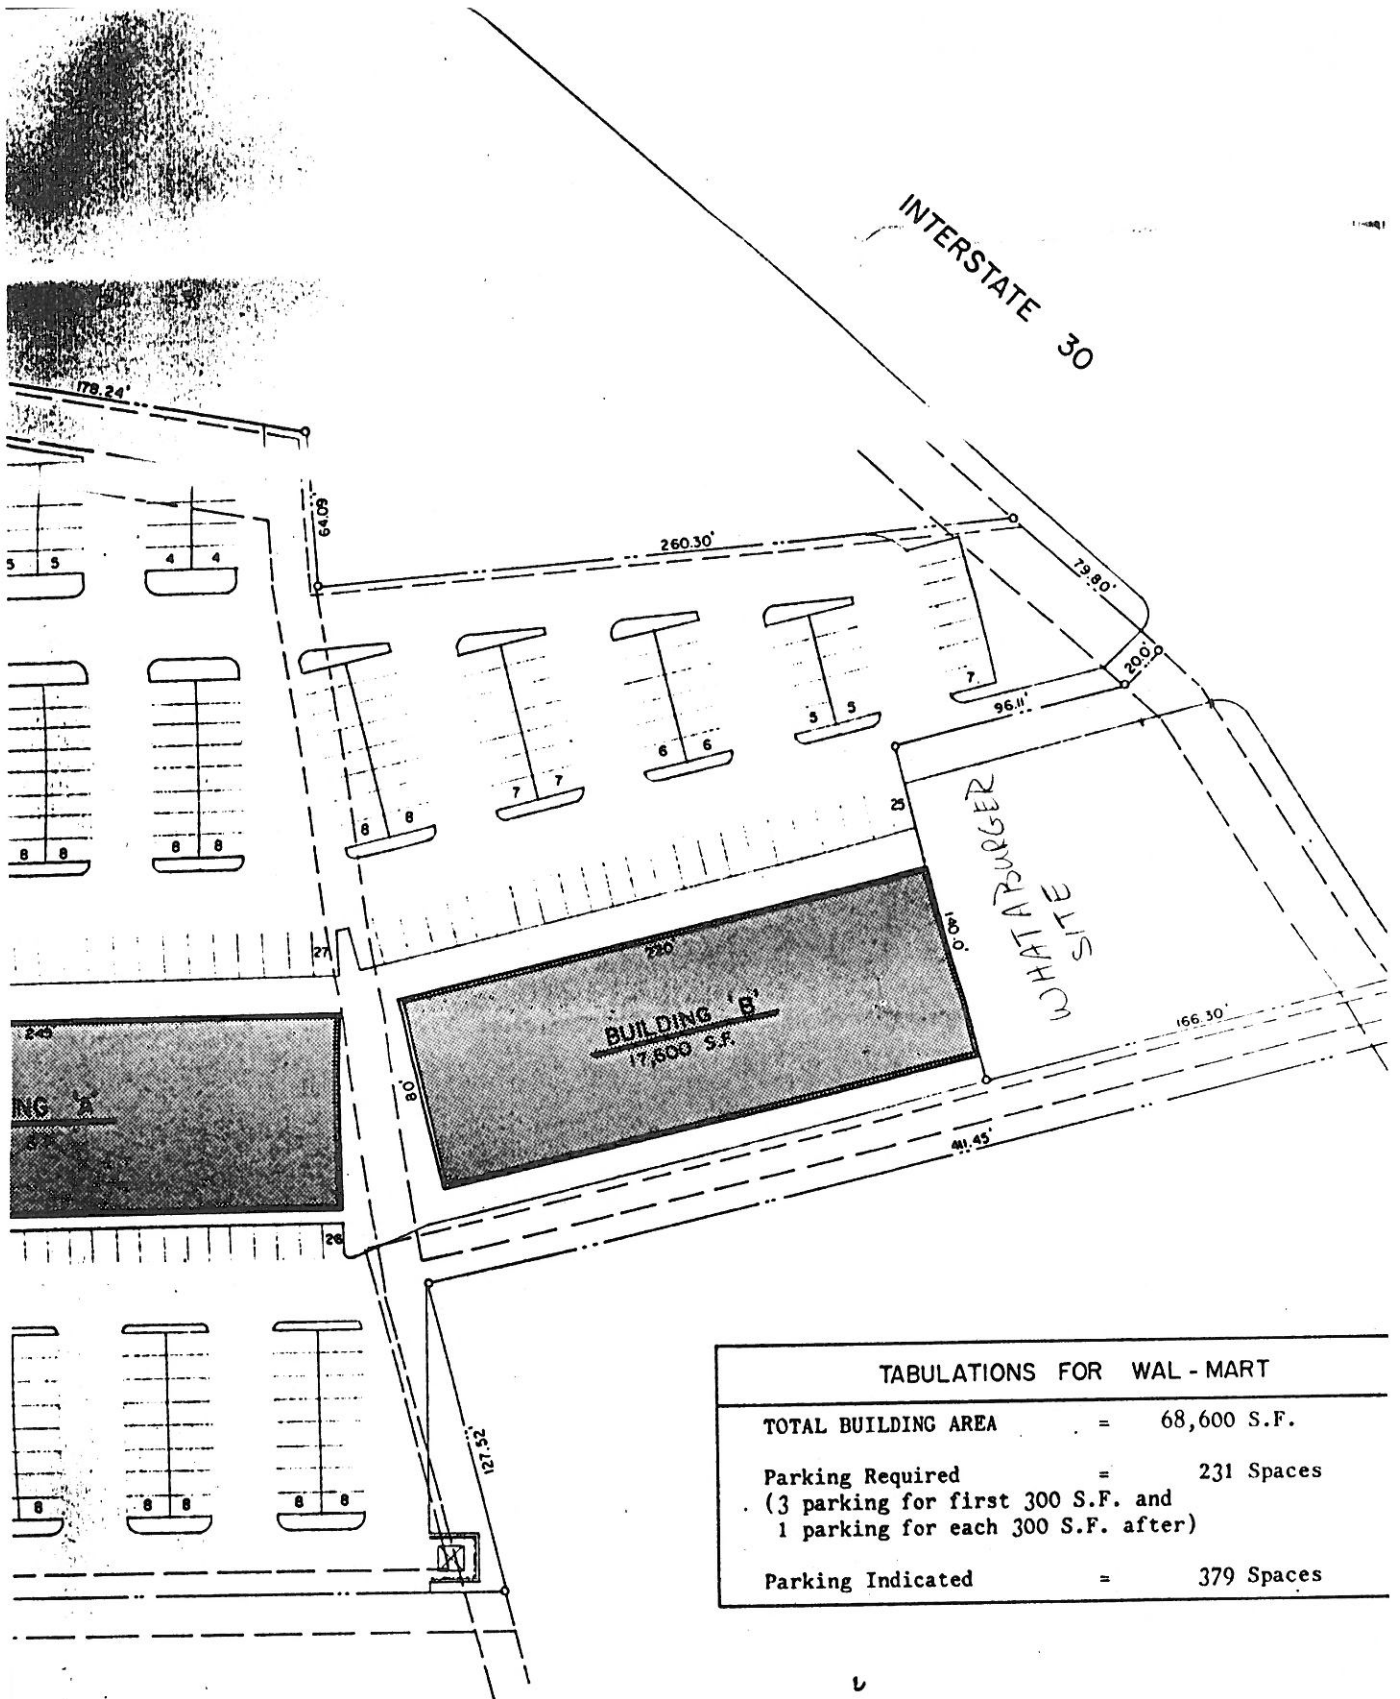 INTERSTATE 30
178.24'
64.09'
260.30'
79.80'
20.0'
96.11'
5 5
4 4
7
5 5
6 6
7 7
8 8
8 8
8 8
25
WHATABURGER
SITE
27
140.0'
220'
BUILDING 'B'
17,600 S.F.
80'
166.30'
411.45'
245
NG 'A'
26
127.52'
8
8 8
8 8
TABULATIONS FOR WAL-MART
TOTAL BUILDING AREA = 68,600 S.F.
Parking Required = 231 Spaces
(3 parking for first 300 S.F. and
1 parking for each 300 S.F. after)
Parking Indicated = 379 Spaces